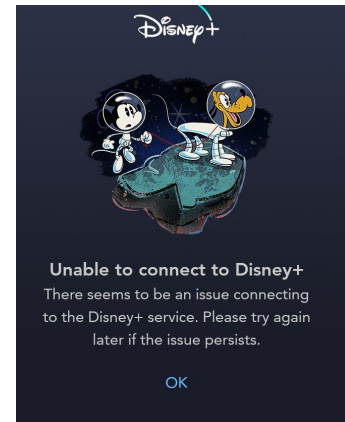 Disney+
Unable to connect to Disney+
There seems to be an issue connecting
to the Disney+ service. Please try again
later if the issue persists.
OK